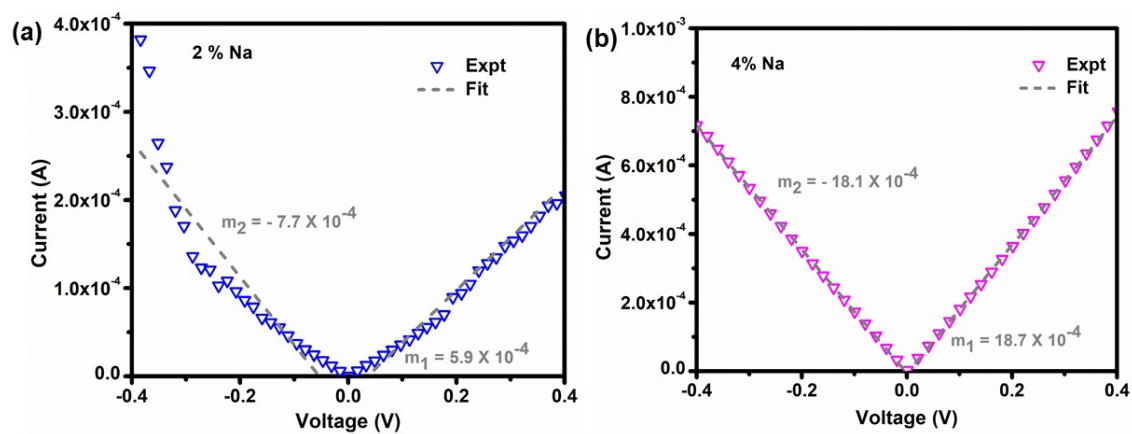 (a)
2 % Na
Expt
Fit
m2 = - 7.7 X 10-4
m1 = 5.9 X 10-4
4.0x10-4
3.0x10-4
2.0x10-4
1.0x10-4
0.0
-0.4 -0.2 0.0 0.2 0.4
Current (A)
Voltage (V)
(b)
4% Na
Expt
Fit
m2 = - 18.1 X 10-4
m1 = 18.7 X 10-4
1.0x10-3
8.0x10-4
6.0x10-4
4.0x10-4
2.0x10-4
0.0
-0.4 -0.2 0.0 0.2 0.4
Current (A)
Voltage (V)